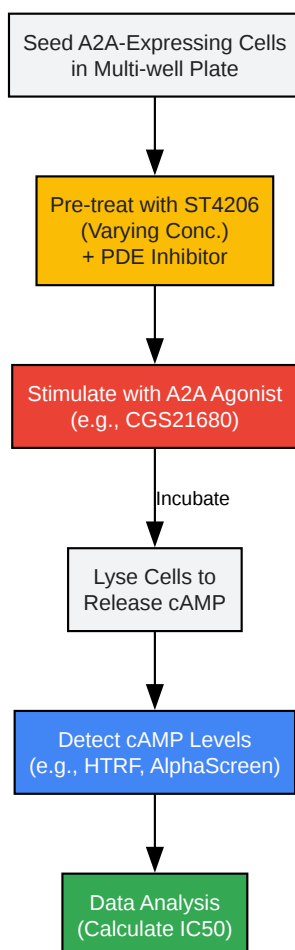 Seed A2A-Expressing Cells
in Multi-well Plate
Pre-treat with ST4206
(Varying Conc.)
+ PDE Inhibitor
Stimulate with A2A Agonist
(e.g., CGS21680)
Incubate
Lyse Cells to
Release cAMP
Detect cAMP Levels
(e.g., HTRF, AlphaScreen)
Data Analysis
(Calculate IC50)